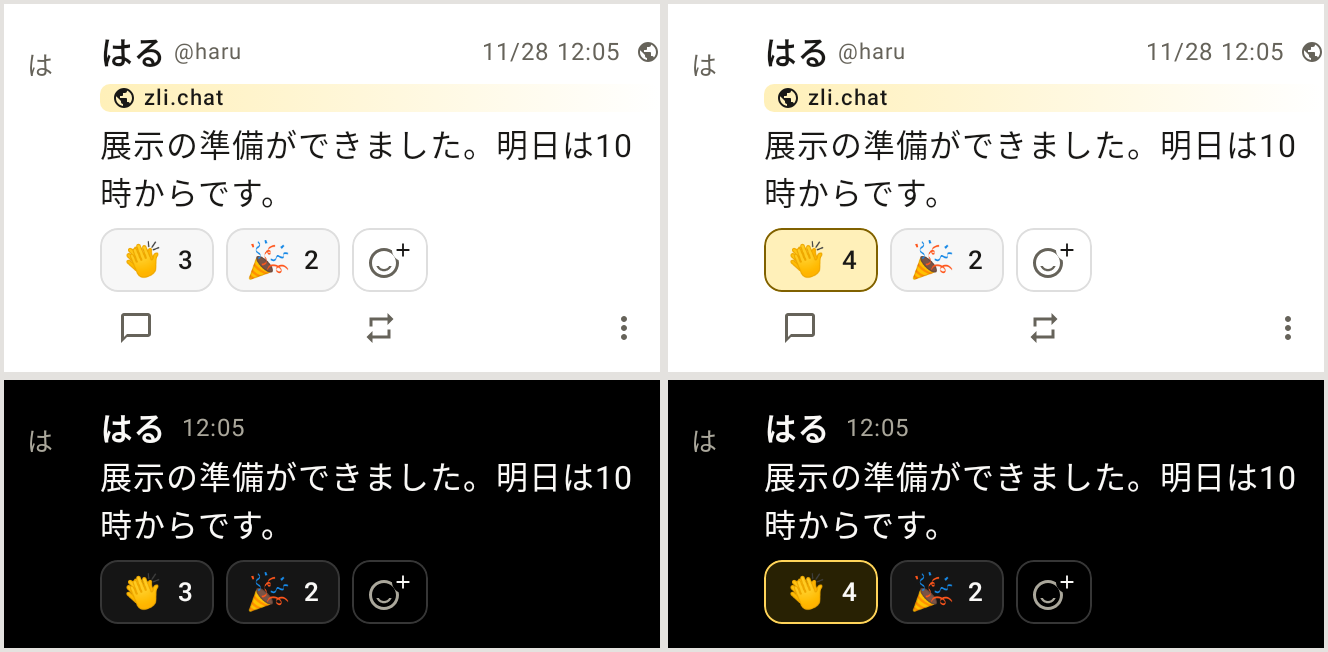 は はる @haru 11/28 12:05
zli.chat
展示の準備ができました。明日は10
時からです。
3 2
は はる @haru 11/28 12:05
zli.chat
展示の準備ができました。明日は10
時からです。
4 2
は はる 12:05
展示の準備ができました。明日は10
時からです。
3 2
は はる 12:05
展示の準備ができました。明日は10
時からです。
4 2